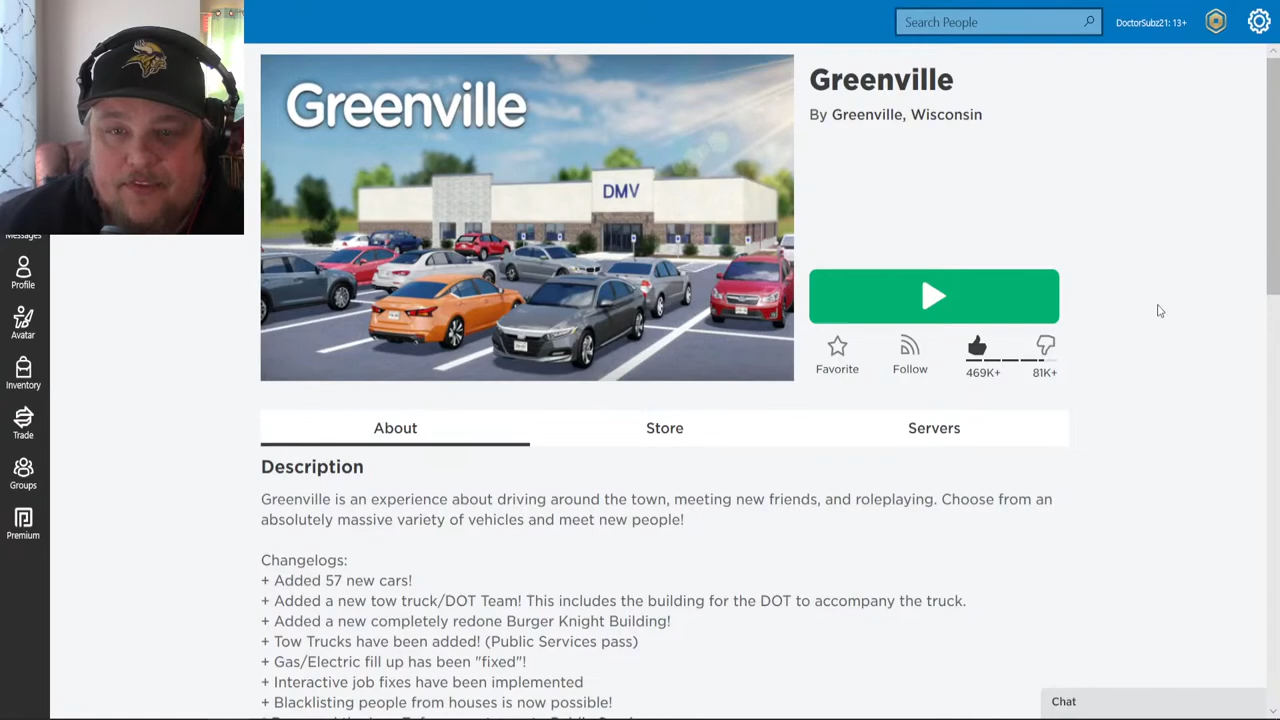 Search People
DoctorSubz21: 13+
Greenville
DMV
Greenville
By Greenville, Wisconsin
Favorite
Follow
469K+
81K+
Messages
Profile
Avatar
Inventory
Trade
Groups
Premium
About
Store
Servers
Description
Greenville is an experience about driving around the town, meeting new friends, and roleplaying. Choose from an
absolutely massive variety of vehicles and meet new people!
Changelogs:
+ Added 57 new cars!
+ Added a new tow truck/DOT Team! This includes the building for the DOT to accompany the truck.
+ Added a new completely redone Burger Knight Building!
+ Tow Trucks have been added! (Public Services pass)
+ Gas/Electric fill up has been "fixed"!
+ Interactive job fixes have been implemented
+ Blacklisting people from houses is now possible!
Chat